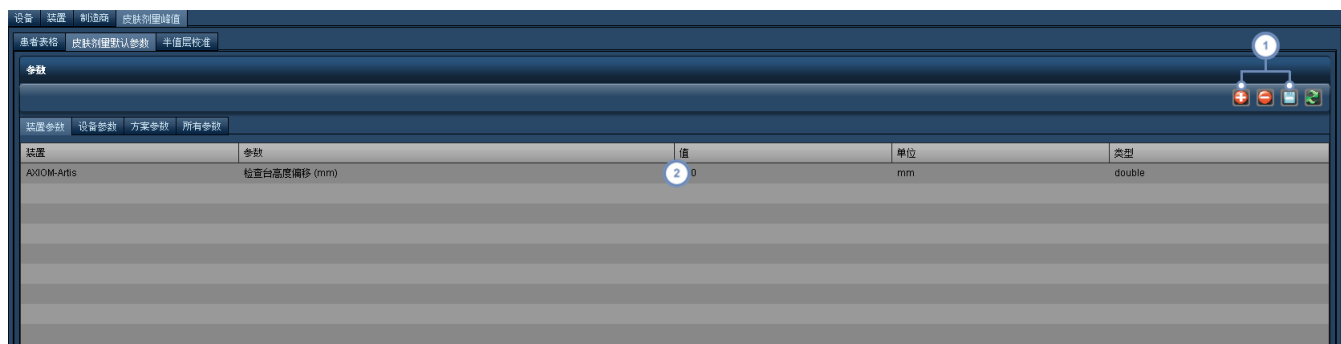 设备 装置 制造商 皮肤剂量峰值
患者表格 皮肤剂量默认参数 半值层校准
1
参数
装置参数 设备参数 方案参数 所有参数
装置 参数 值 单位 类型
AXIOM-Artis 检查台高度偏移 (mm) 2 0 mm double